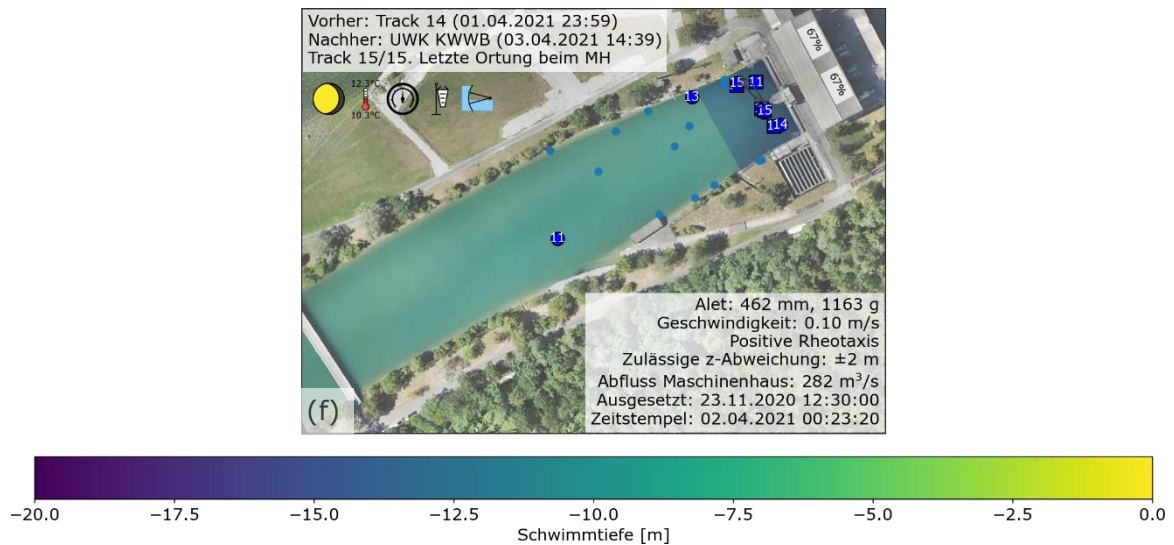 Vorher: Track 14 (01.04.2021 23:59)
Nachher: UWK KWWB (03.04.2021 14:39)
Track 15/15. Letzte Ortung beim MH
12.3°C
10.3°C
67%
67%
13
15
11
15
114
11
Alet: 462 mm, 1163 g
Geschwindigkeit: 0.10 m/s
Positive Rheotaxis
Zulässige z-Abweichung: ±2 m
Abfluss Maschinenhaus: 282 m³/s
Ausgesetzt: 23.11.2020 12:30:00
Zeitstempel: 02.04.2021 00:23:20
(f)
−20.0 −17.5 −15.0 −12.5 −10.0 −7.5 −5.0 −2.5 0.0
Schwimmtiefe [m]